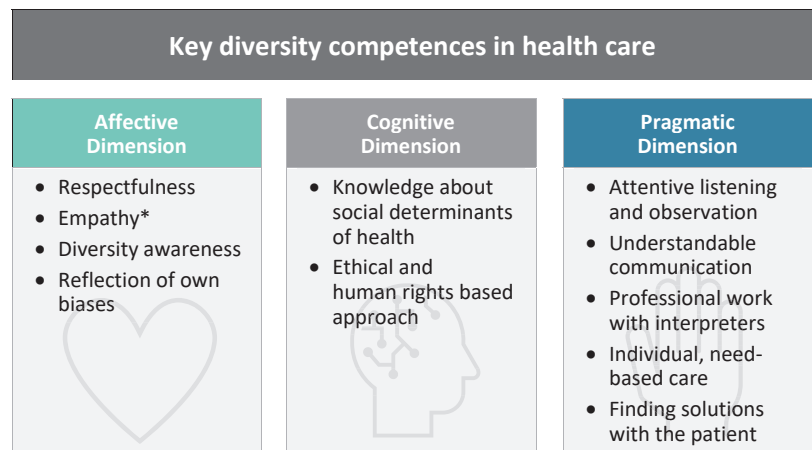 Key diversity competences in health care
Affective
Dimension
• Respectfulness
• Empathy*
• Diversity awareness
• Reflection of own
biases
Cognitive
Dimension
• Knowledge about
social determinants
of health
• Ethical and
human rights based
approach
Pragmatic
Dimension
• Attentive listening
and observation
• Understandable
communication
• Professional work
with interpreters
• Individual, need-
based care
• Finding solutions
with the patient